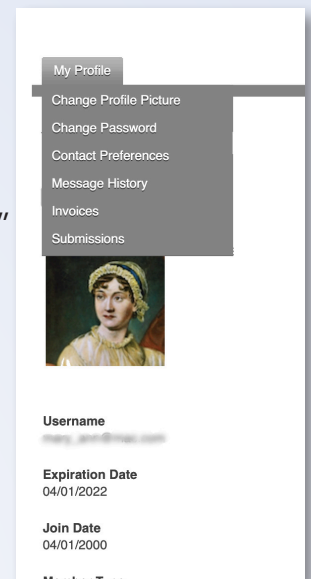 My Profile
Change Profile Picture
Change Password
Contact Preferences
Message History
"
Invoices
Submissions
Username
Expiration Date
04/01/2022
Join Date
04/01/2000